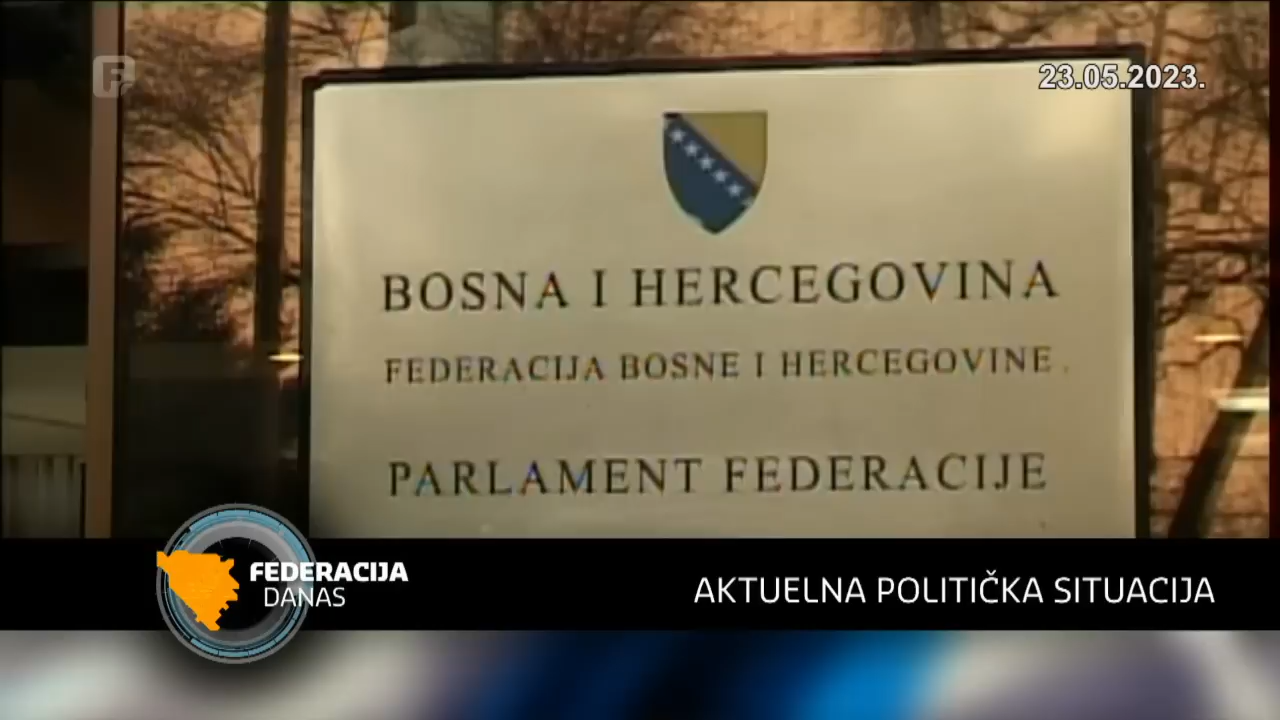 23.05.2023.
BOSNA I HERCEGOVINA
FEDERACIJA BOSNE I HERCEGOVINE
PARLAMENT FEDERACIJE
FEDERACIJA
DANAS
AKTUELNA POLITIČKA SITUACIJA